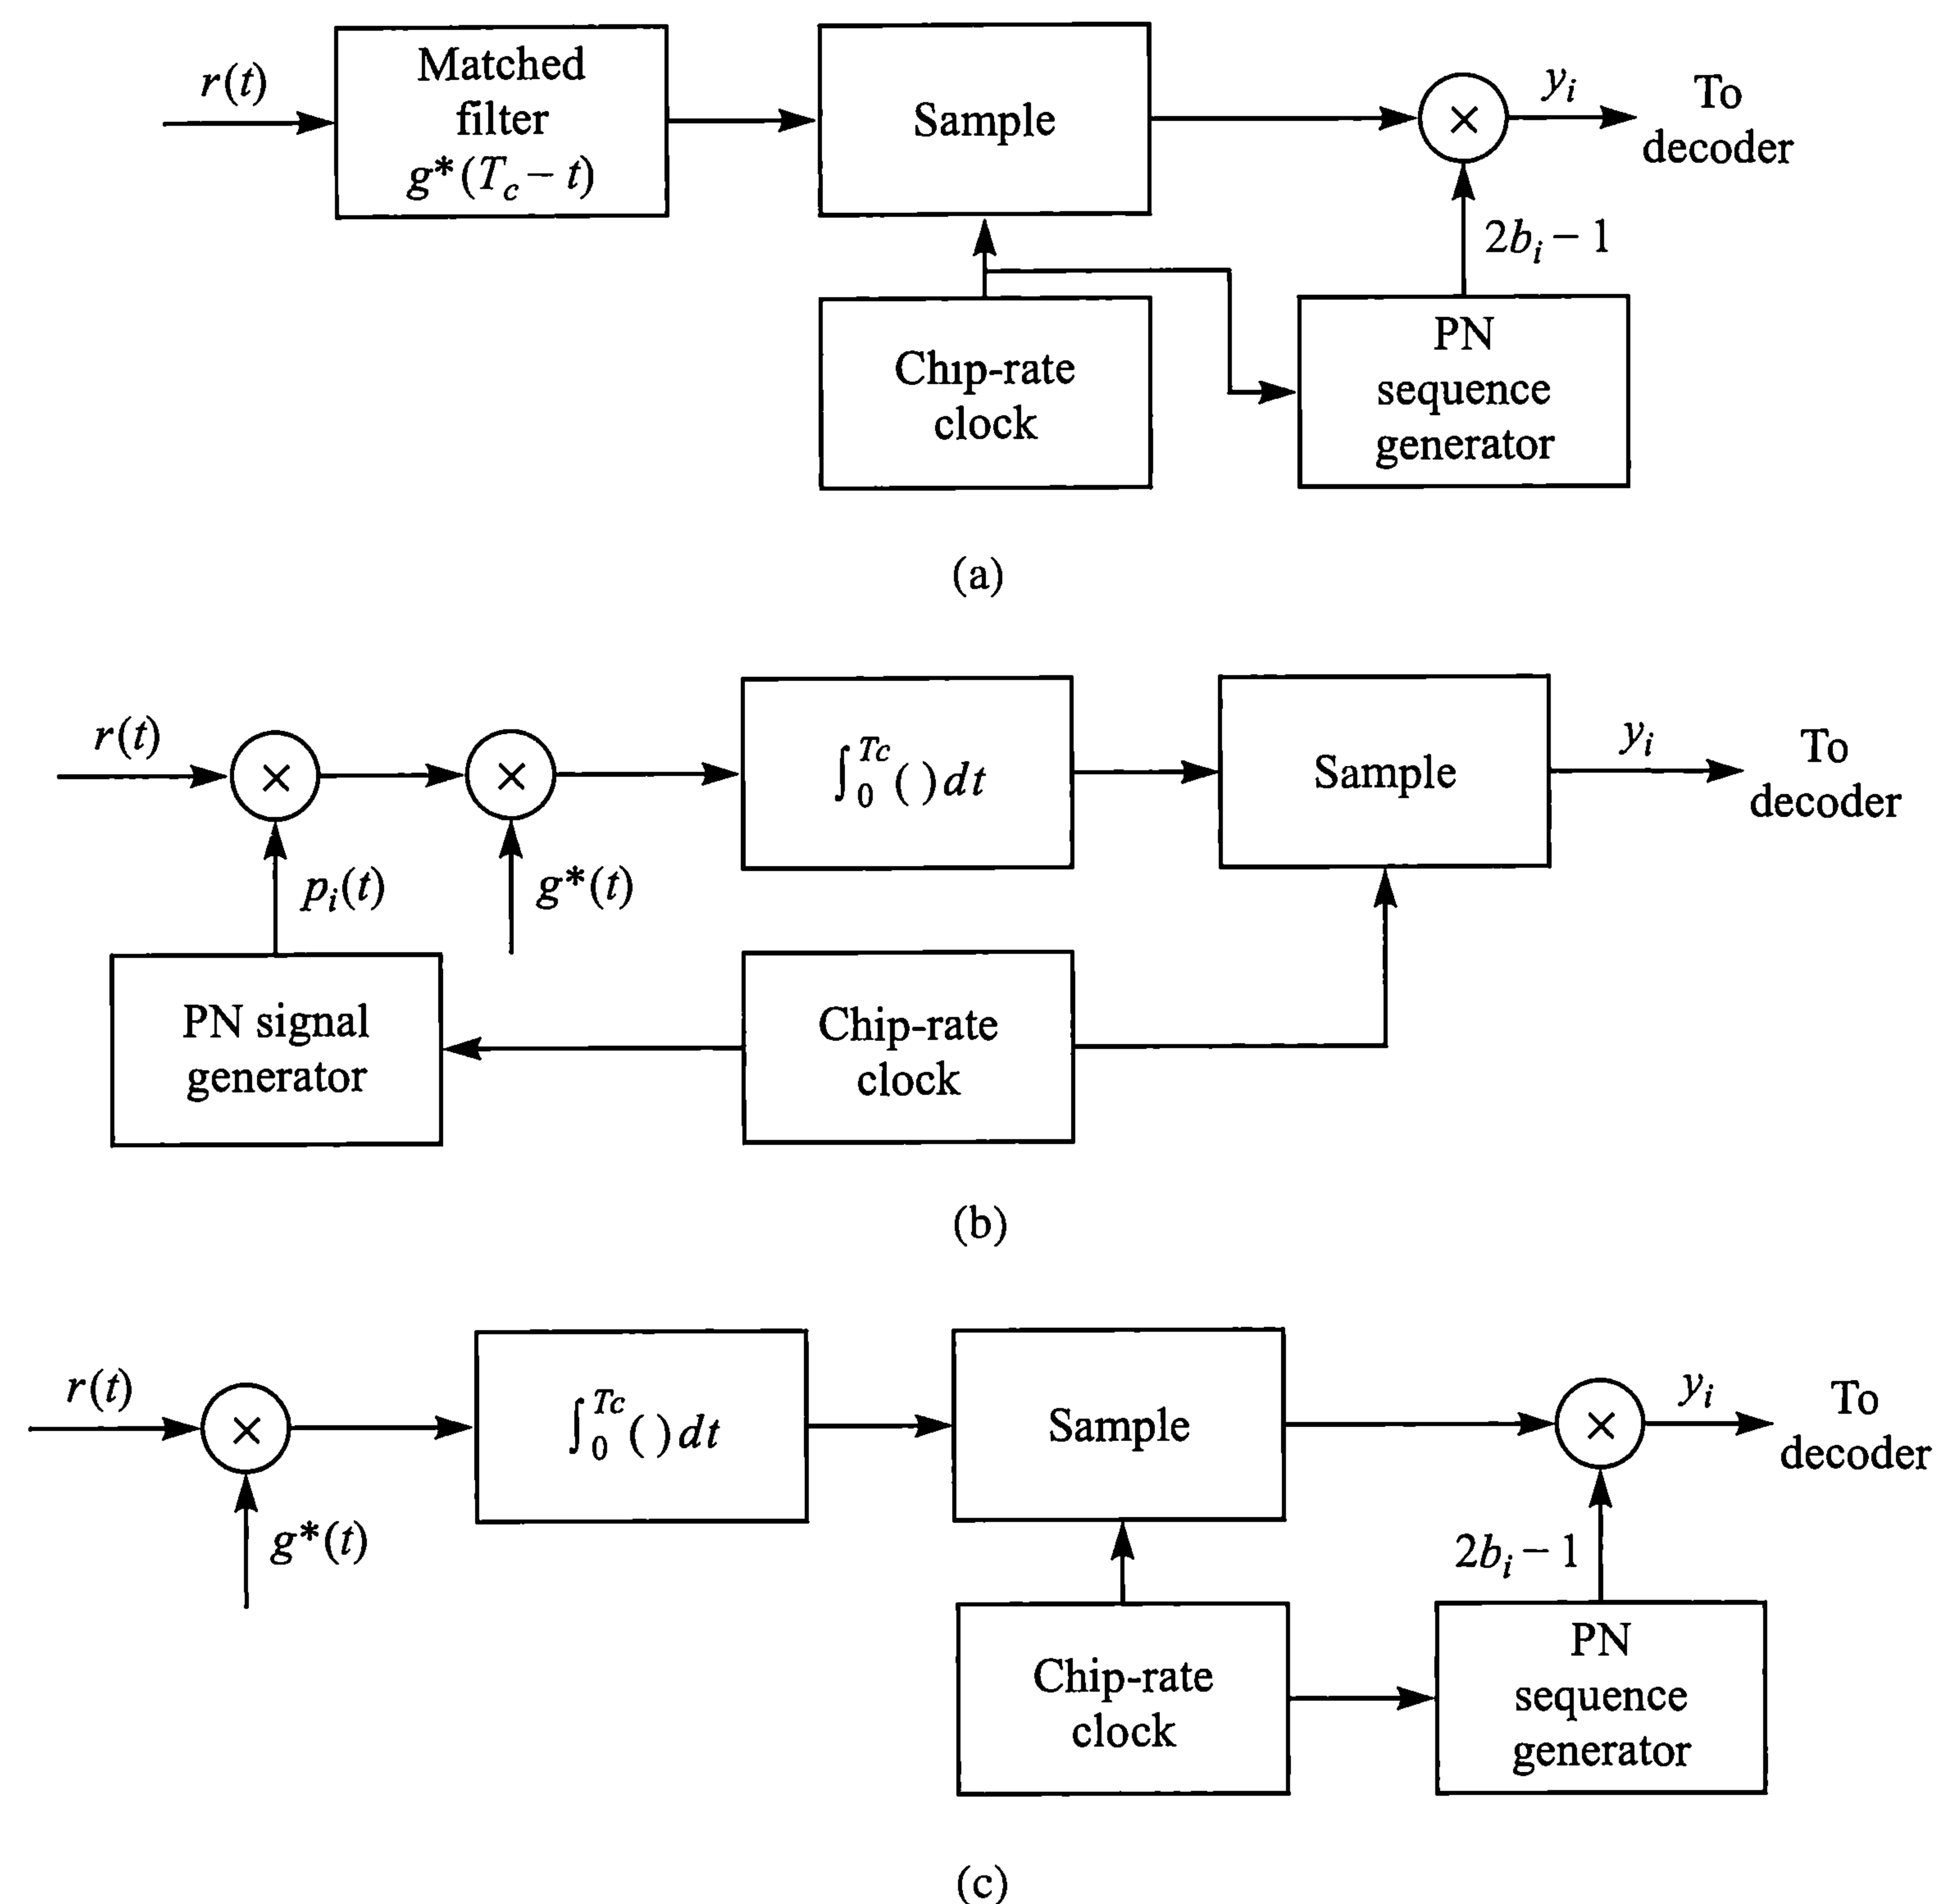 r(t)
Matched
filter
g*(T_c − t)
Sample
×
y_i
To
decoder
2b_i − 1
Chip-rate
clock
PN
sequence
generator
(a)
r(t)
×
×
∫_0^{Tc} ( ) dt
Sample
y_i
To
decoder
p_i(t)
g*(t)
PN signal
generator
Chip-rate
clock
(b)
r(t)
×
∫_0^{Tc} ( ) dt
Sample
×
y_i
To
decoder
g*(t)
2b_i − 1
Chip-rate
clock
PN
sequence
generator
(c)